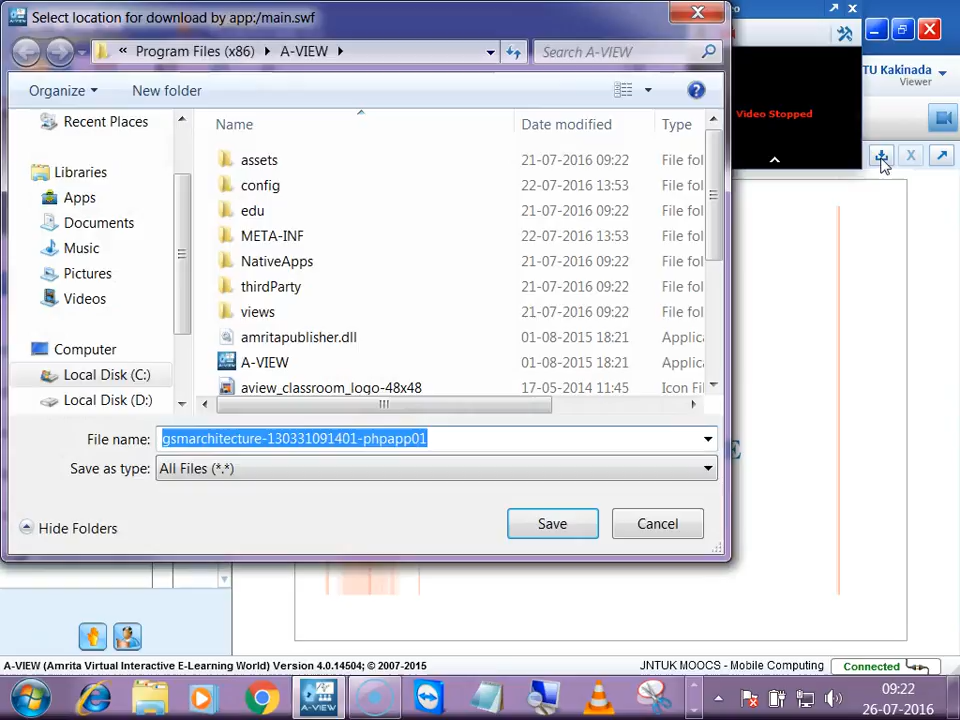 Select location for download by app:/main.swf
« Program Files (x86) A-VIEW
Search A-VIEW
Organize
New folder
TU Kakinada
Viewer
Video Stopped
Recent Places
Libraries
Apps
Documents
Music
Pictures
Videos
Computer
Local Disk (C:)
Local Disk (D:)
Name Date modified Type
assets 21-07-2016 09:22 File fol
config 22-07-2016 13:53 File fol
edu 21-07-2016 09:22 File fol
META-INF 22-07-2016 13:53 File fol
NativeApps 21-07-2016 09:22 File fol
thirdParty 21-07-2016 09:22 File fol
views 21-07-2016 09:22 File fol
amritapublisher.dll 01-08-2015 18:21 Applic
A-VIEW 01-08-2015 18:21 Applic
aview_classroom_logo-48x48 17-05-2014 11:45 Icon Fi
File name: gsmarchitecture-130331091401-phpapp01
Save as type: All Files (*.*)
Hide Folders
Save
Cancel
A-VIEW (Amrita Virtual Interactive E-Learning World) Version 4.0.14504; © 2007-2015
JNTUK MOOCS - Mobile Computing
Connected
A-VIEW
09:22
26-07-2016